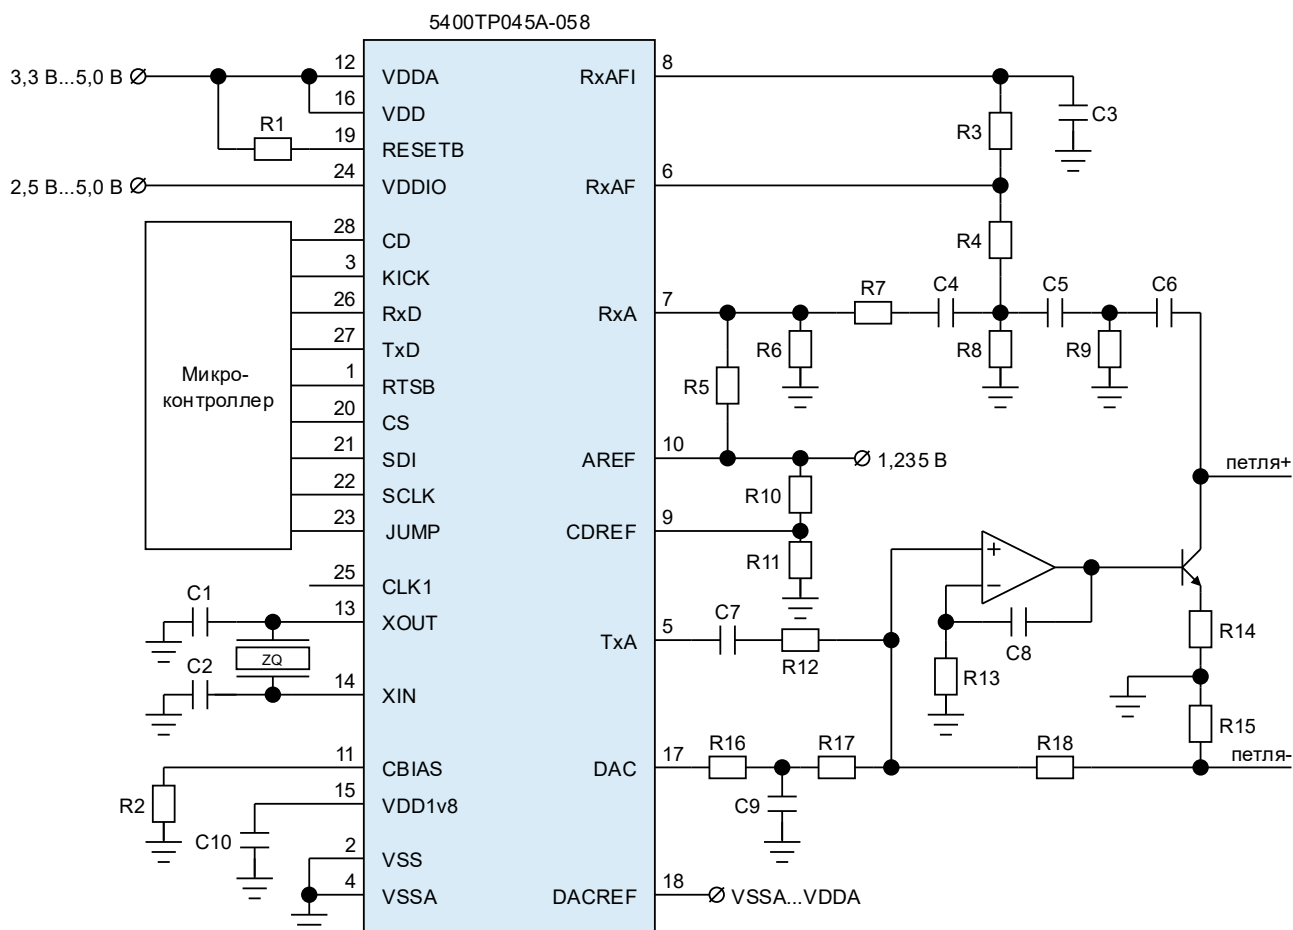 5400TP045A-058
3,3 В...5,0 В
12
VDDA
RxAFI
8
16
VDD
C3
R1
R3
19
RESETB
24
2,5 В...5,0 В
VDDIO
RxAF
6
28
CD
R4
3
KICK
26
RxD
RxA
7
R7
C4
C5
C6
27
TxD
R6
R8
R9
Микро-
контроллер
1
RTSB
R5
20
CS
21
SDI
AREF
10
1,235 В
петля+
22
SCLK
R10
23
JUMP
CDREF
9
R11
+
−
25
CLK1
C1
13
XOUT
TxA
5
C7
R12
C8
R14
ZQ
C2
14
XIN
R13
R15
11
CBIAS
DAC
17
R16
R17
R18
петля-
R2
15
VDD1v8
C9
C10
2
VSS
4
VSSA
DACREF
18
VSSA...VDDA